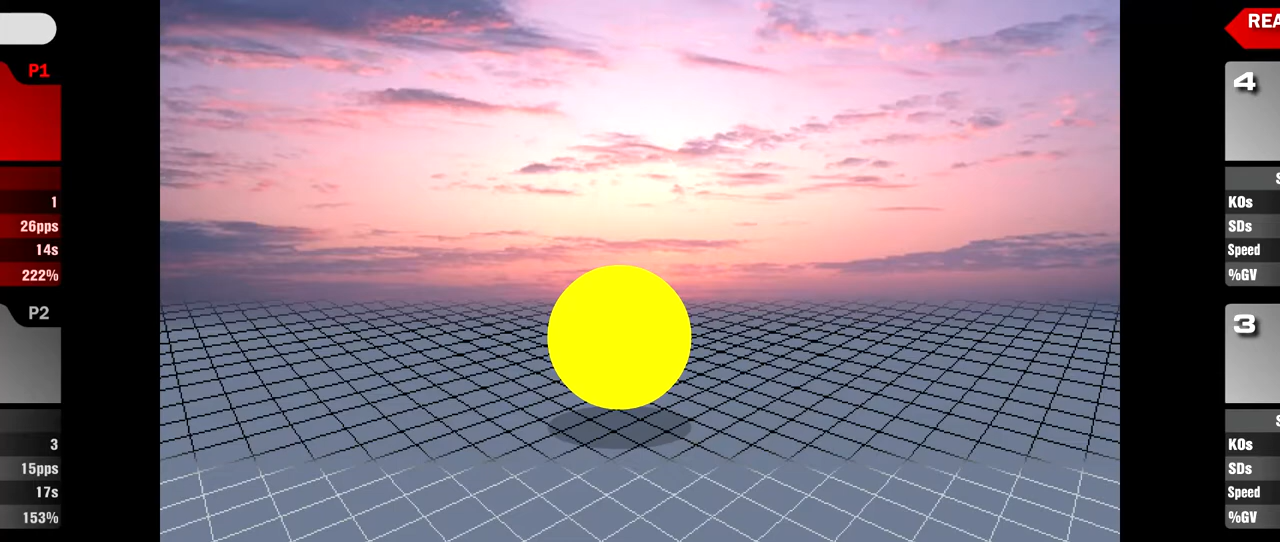 P1
1
26pps
14s
222%
P2
3
15pps
17s
153%
4
KOs
SDs
Speed
%GV
3
KOs
SDs
Speed
%GV